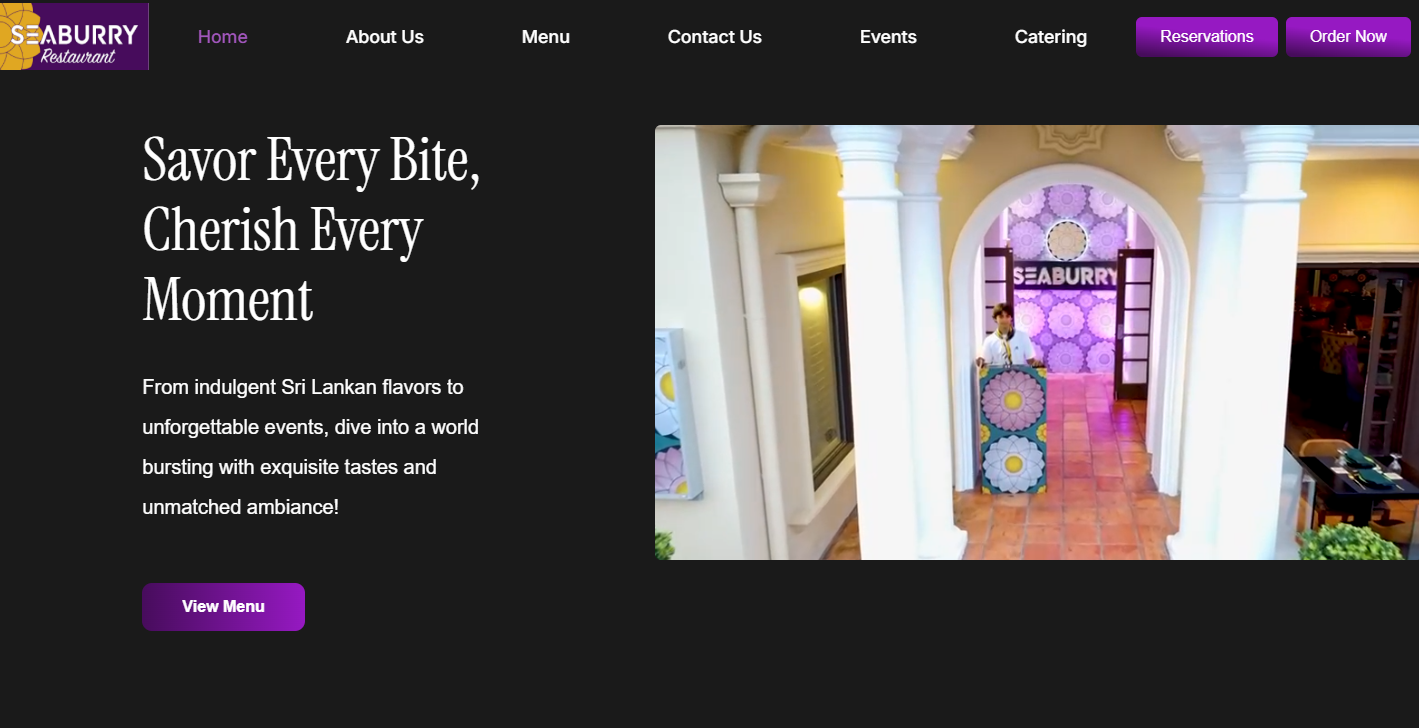 SEABURRY
Restaurant
Home
About Us
Menu
Contact Us
Events
Catering
Reservations
Order Now
Savor Every Bite,
Cherish Every
Moment
From indulgent Sri Lankan flavors to
unforgettable events, dive into a world
bursting with exquisite tastes and
unmatched ambiance!
View Menu
SEABURRY